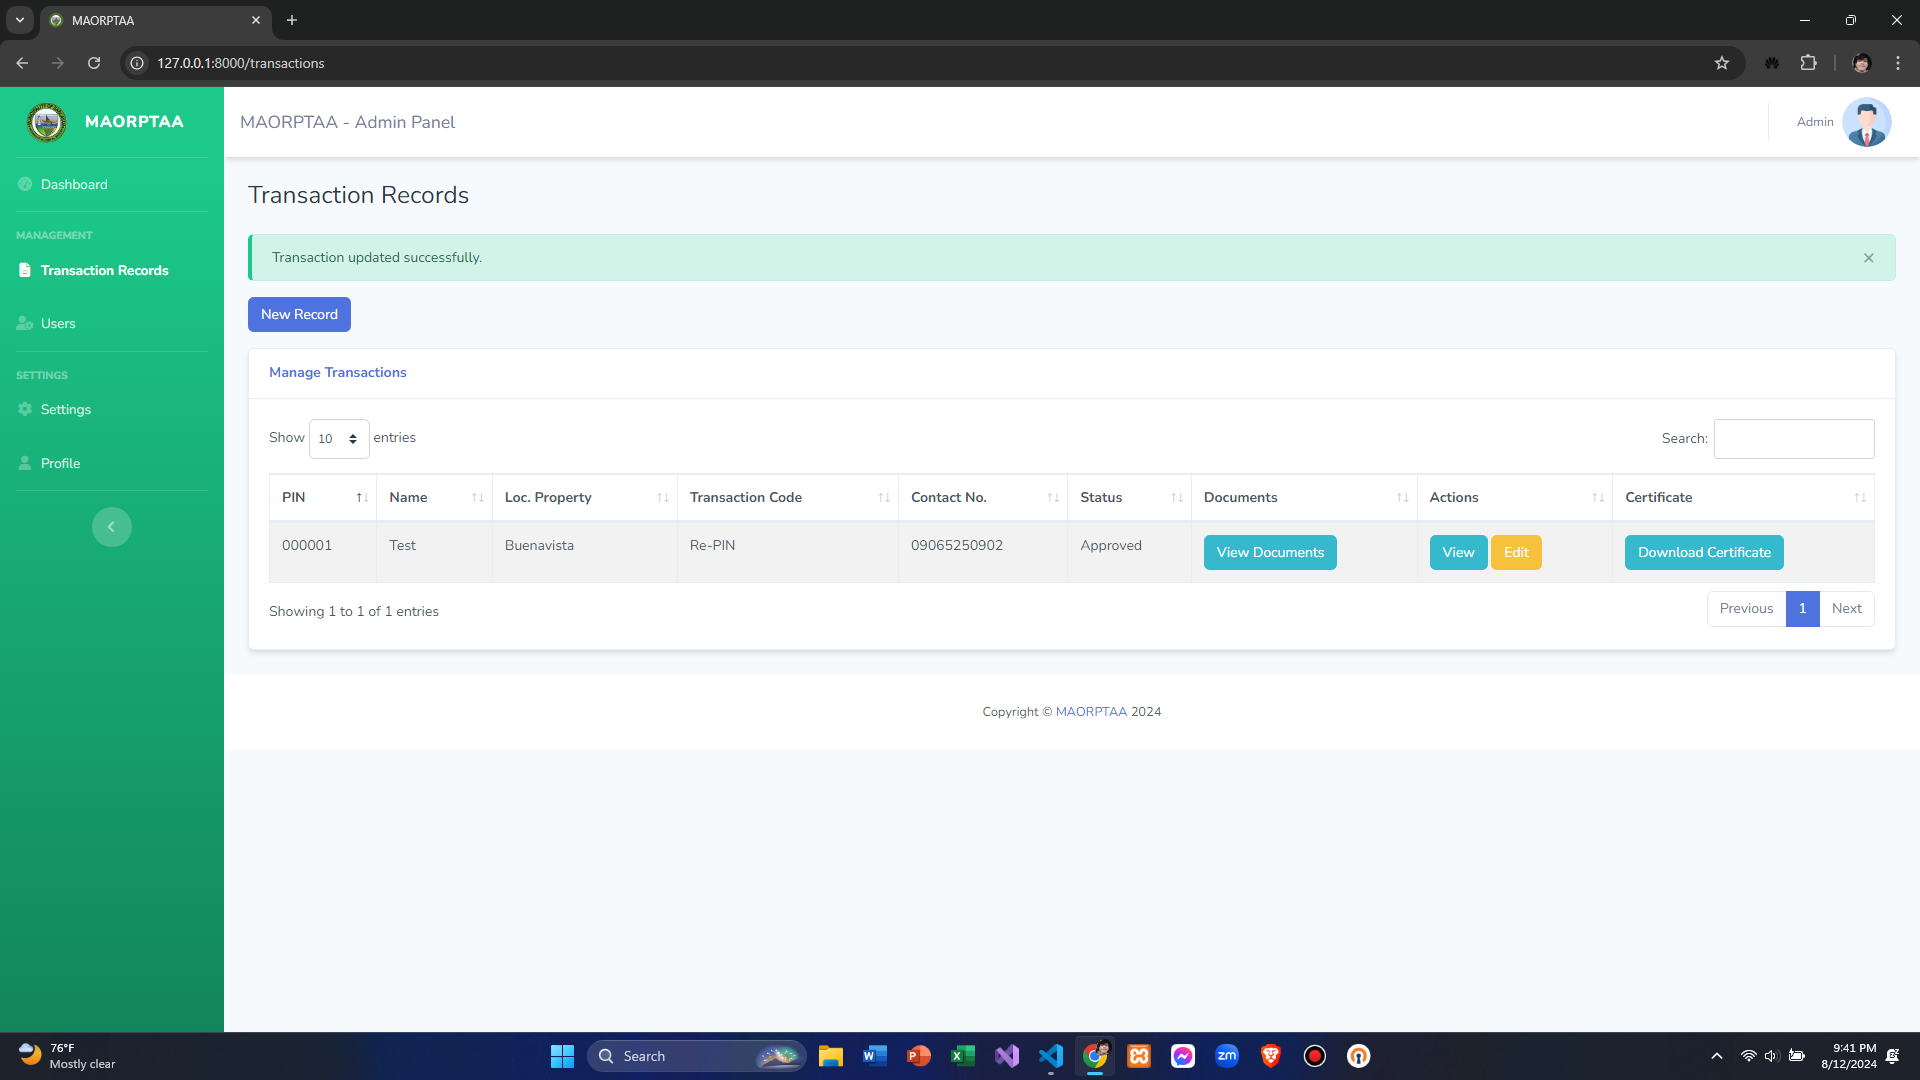 MAORPTAA
127.0.0.1:8000/transactions
MAORPTAA
MAORPTAA - Admin Panel
Admin
Dashboard
MANAGEMENT
Transaction Records
Users
SETTINGS
Settings
Profile
Transaction Records
Transaction updated successfully.
New Record
Manage Transactions
Show 10 entries
Search:
PIN Name Loc. Property Transaction Code Contact No. Status Documents Actions Certificate
000001 Test Buenavista Re-PIN 09065250902 Approved View Documents View Edit Download Certificate
Showing 1 to 1 of 1 entries
Previous 1 Next
Copyright © MAORPTAA 2024
76°F
Mostly clear
Search
zm
9:41 PM
8/12/2024